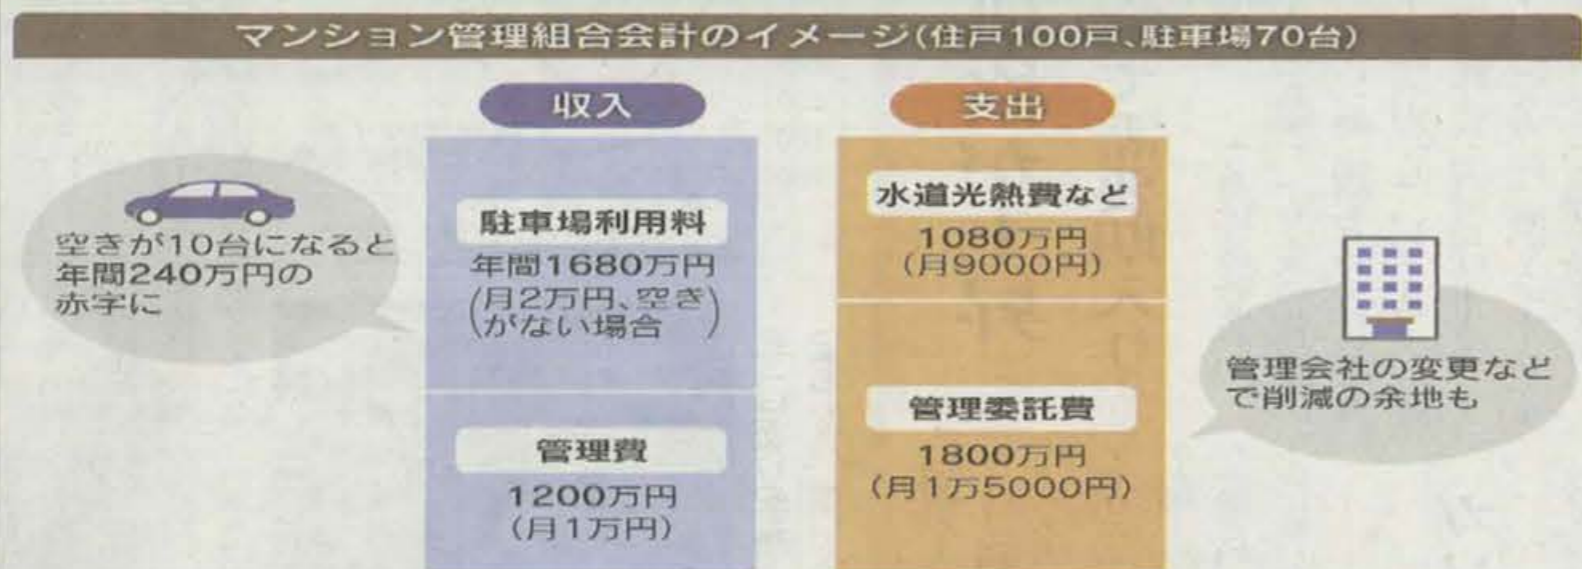 マンション管理組合会計のイメージ(住戸100戸、駐車場70台)
収入
支出
空きが10台になると
年間240万円の
赤字に
駐車場利用料
年間1680万円
(月2万円、空き
がない場合)
管理費
1200万円
(月1万円)
水道光熱費など
1080万円
(月9000円)
管理委託費
1800万円
(月1万5000円)
管理会社の変更など
で削減の余地も